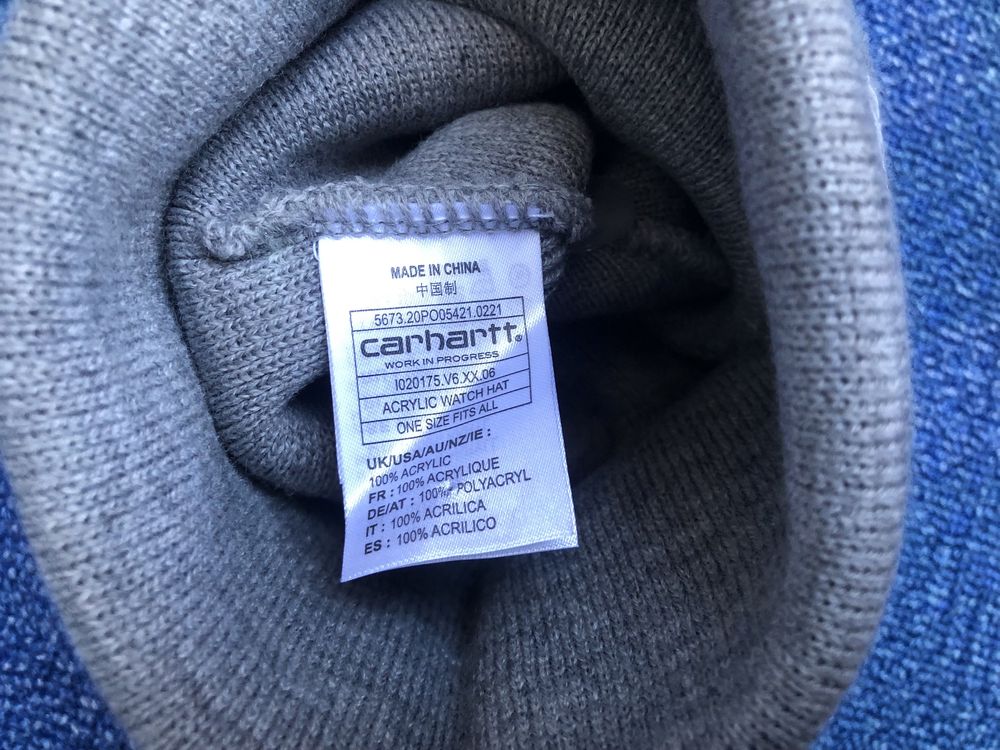 MADE IN CHINA
中国制
5673.20PO05421.0221
carhartt®
WORK IN PROGRESS
I020175.V6.XX.06
ACRYLIC WATCH HAT
ONE SIZE FITS ALL
UK/USA/AU/NZ/IE :
100% ACRYLIC
FR : 100% ACRYLIQUE
DE/AT : 100% POLYACRYL
IT : 100% ACRILICA
ES : 100% ACRILICO